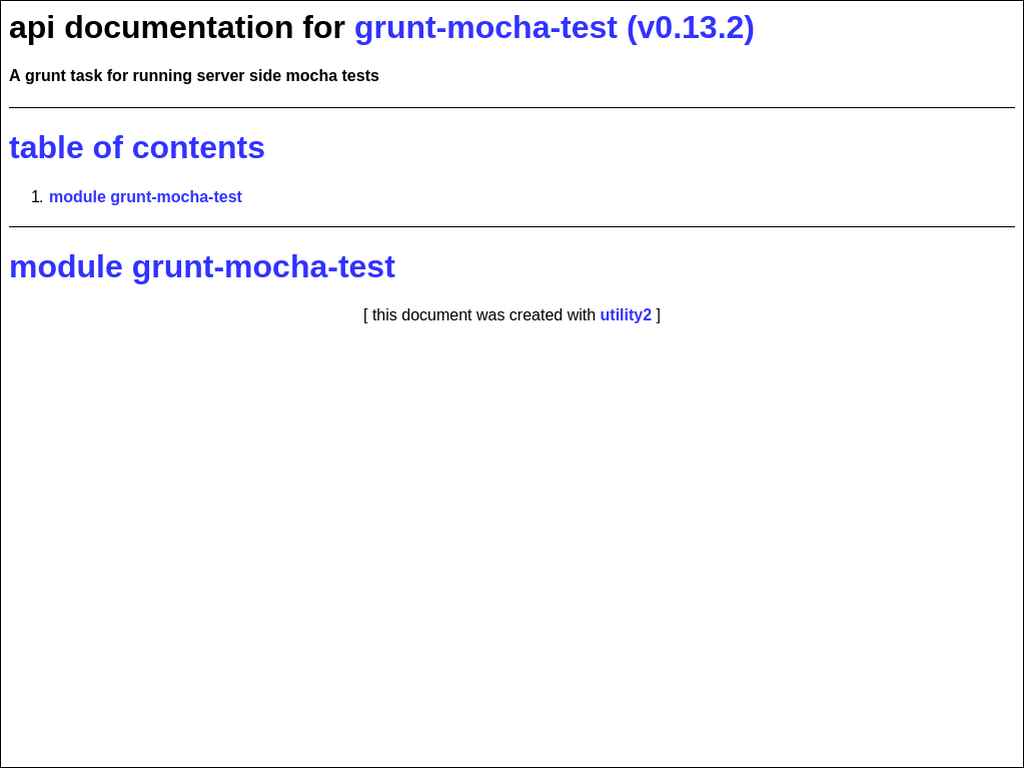 api documentation for grunt-mocha-test (v0.13.2)
A grunt task for running server side mocha tests
table of contents
1. module grunt-mocha-test
module grunt-mocha-test
[ this document was created with utility2 ]